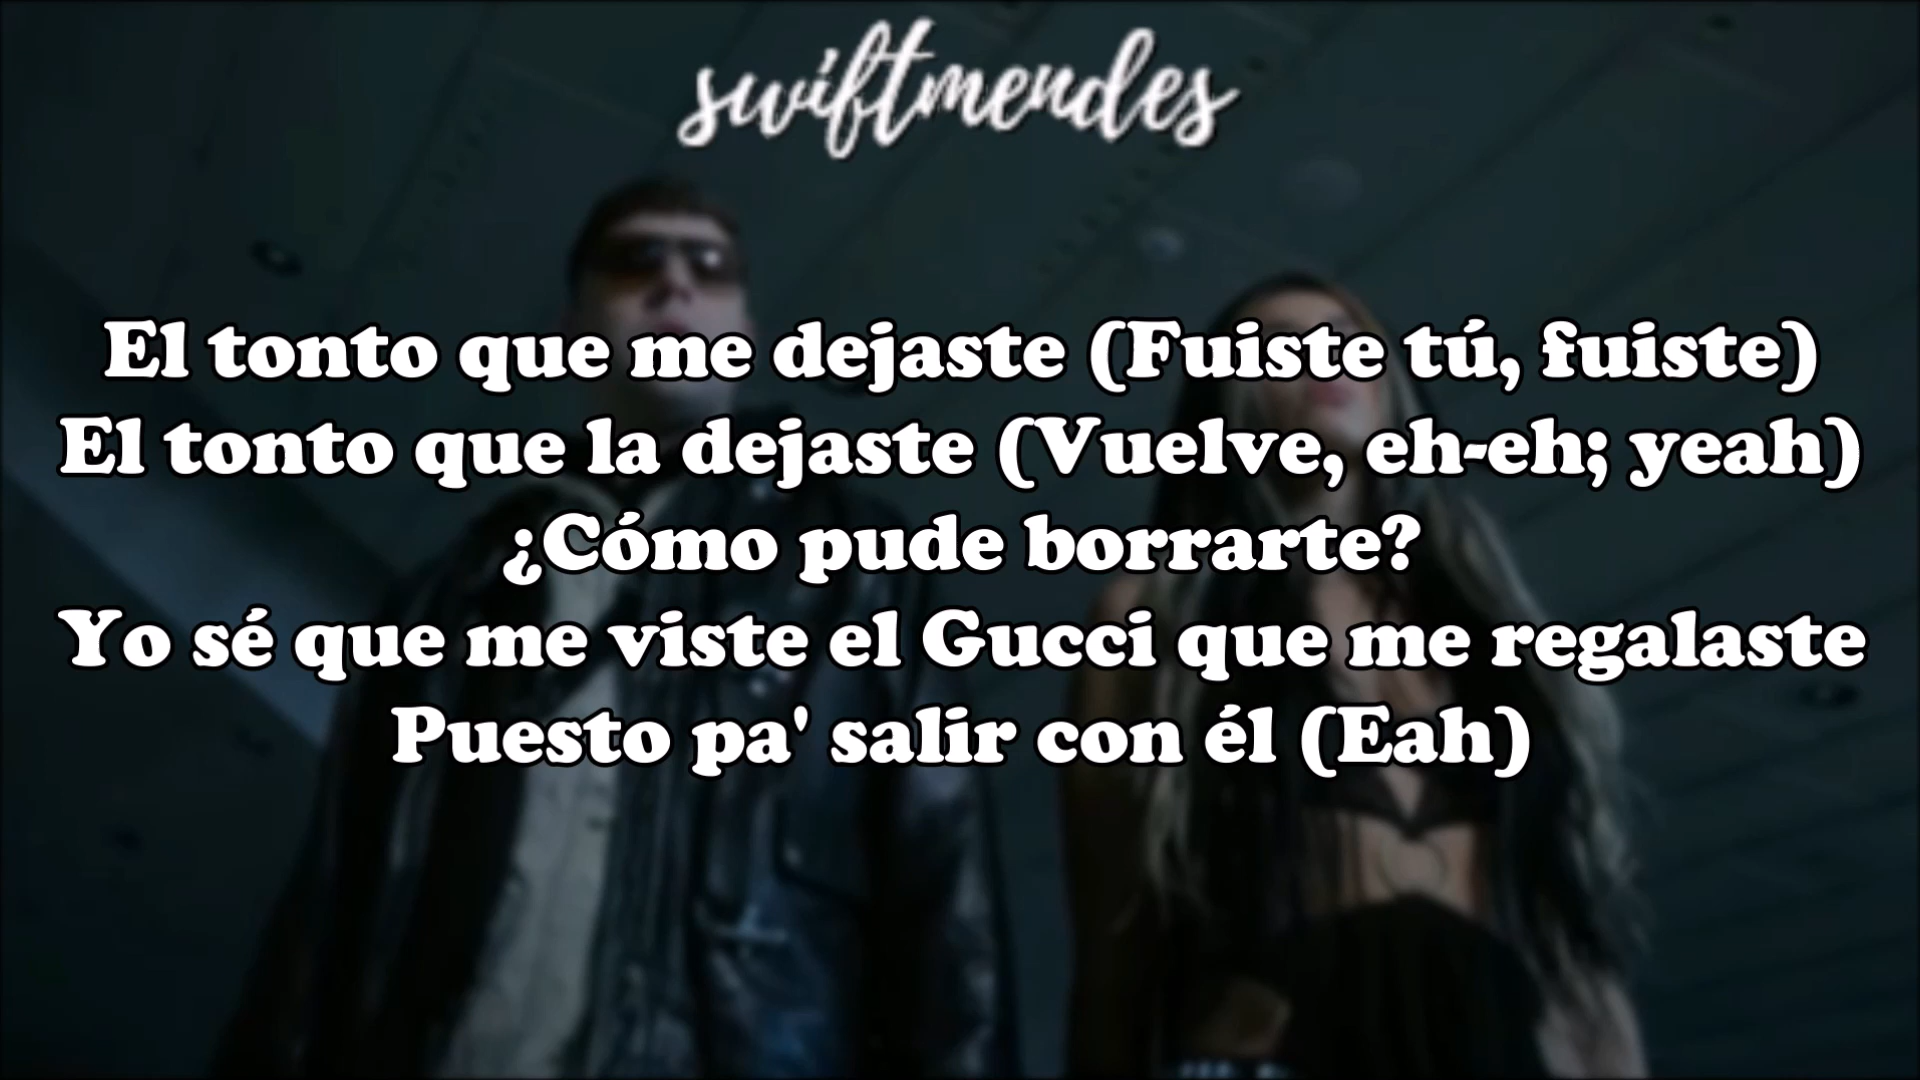 swiftmendes
El tonto que me dejaste (Fuiste tú, fuiste)
El tonto que la dejaste (Vuelve, eh-eh; yeah)
¿Cómo pude borrarte?
Yo sé que me viste el Gucci que me regalaste
Puesto pa' salir con él (Eah)